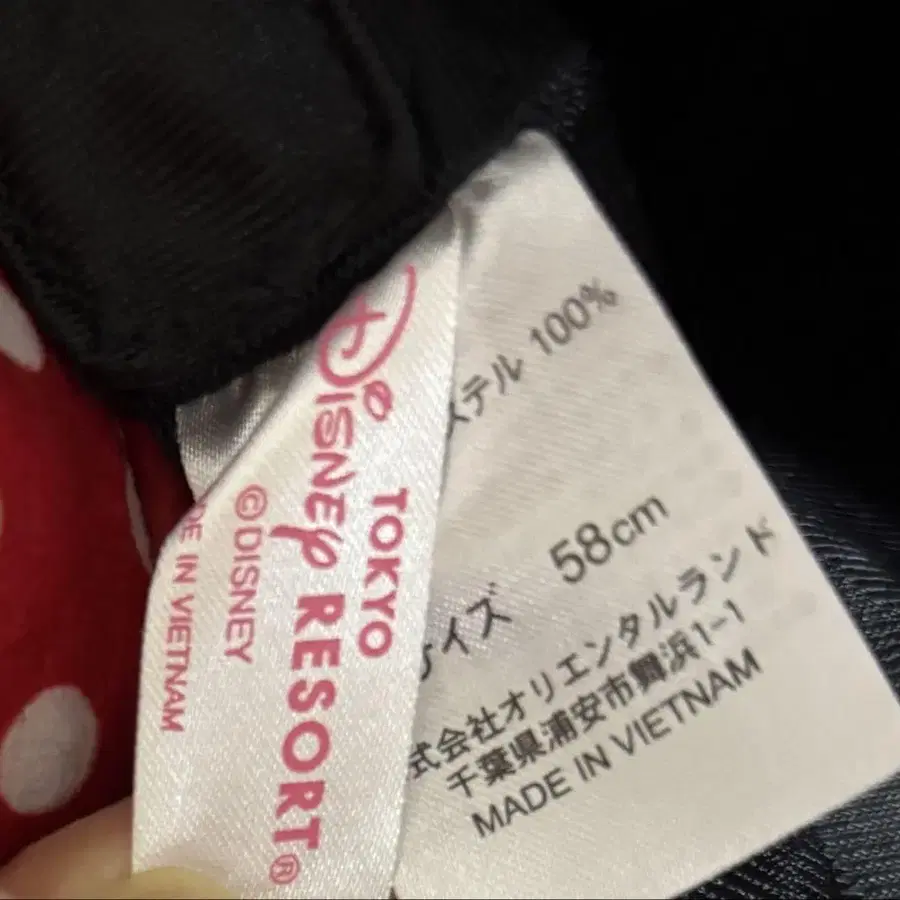 TOKYO
DISNEY RESORT®
©DISNEY
DE IN VIETNAM
ステル 100%
サイズ 58cm
式会社オリエンタルランド
千葉県浦安市舞浜1-1
MADE IN VIETNAM